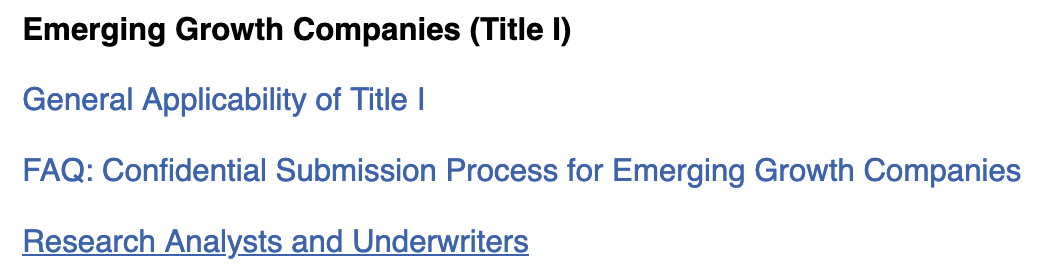 Emerging Growth Companies (Title I)
General Applicability of Title I
FAQ: Confidential Submission Process for Emerging Growth Companies
Research Analysts and Underwriters